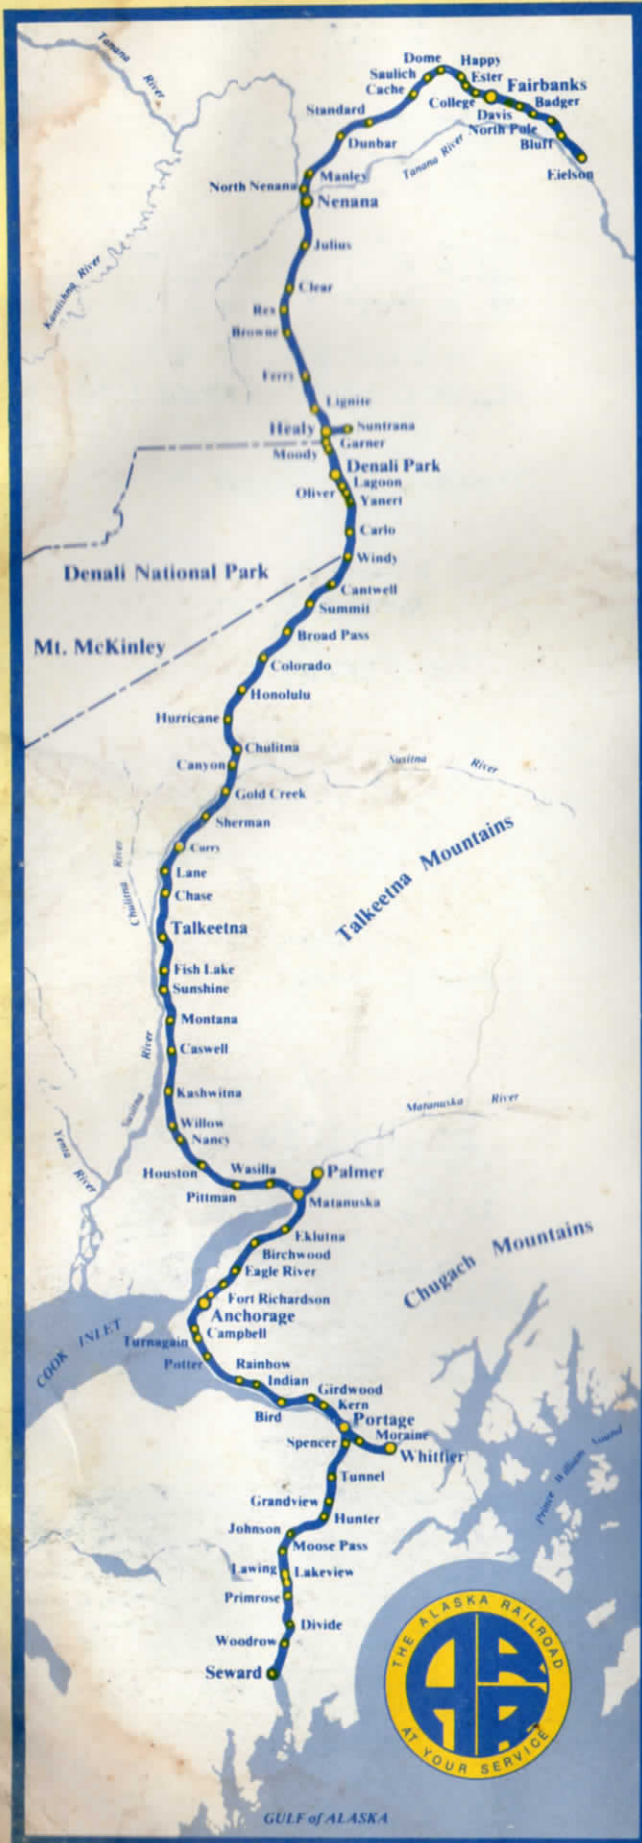 Tanana River
Dome
Happy
Saulich
Ester
Cache
Fairbanks
College
Badger
Davis
Standard
North Pole
Dunbar
Bluff
Tanana River
Eielson
Manley
North Nenana
Nenana
Julius
Kantishna River
Clear
Rex
Browne
Ferry
Lignite
Healy
Suntrana
Garner
Moody
Denali Park
Lagoon
Oliver
Yanert
Carlo
Windy
Denali National Park
Cantwell
Summit
Broad Pass
Mt. McKinley
Colorado
Honolulu
Hurricane
Chulitna
Canyon
Susitna River
Gold Creek
Sherman
Curry
Talkeetna Mountains
Lane
Chulitna River
Chase
Talkeetna
Fish Lake
Sunshine
Montana
Susitna River
Caswell
Kashwitna
Matanuska River
Willow
Nancy
Yenta River
Houston
Wasilla
Palmer
Pittman
Matanuska
Eklutna
Birchwood
Chugach Mountains
Eagle River
Fort Richardson
Anchorage
COOK INLET
Campbell
Turnagain
Potter
Rainbow
Indian
Girdwood
Kern
Bird
Portage
Moraine
Spencer
Whittier
Prince William Sound
Tunnel
Grandview
Hunter
Johnson
Moose Pass
Lawing
Lakeview
Primrose
Divide
Woodrow
Seward
THE ALASKA RAILROAD
ARR
AT YOUR SERVICE
GULF of ALASKA